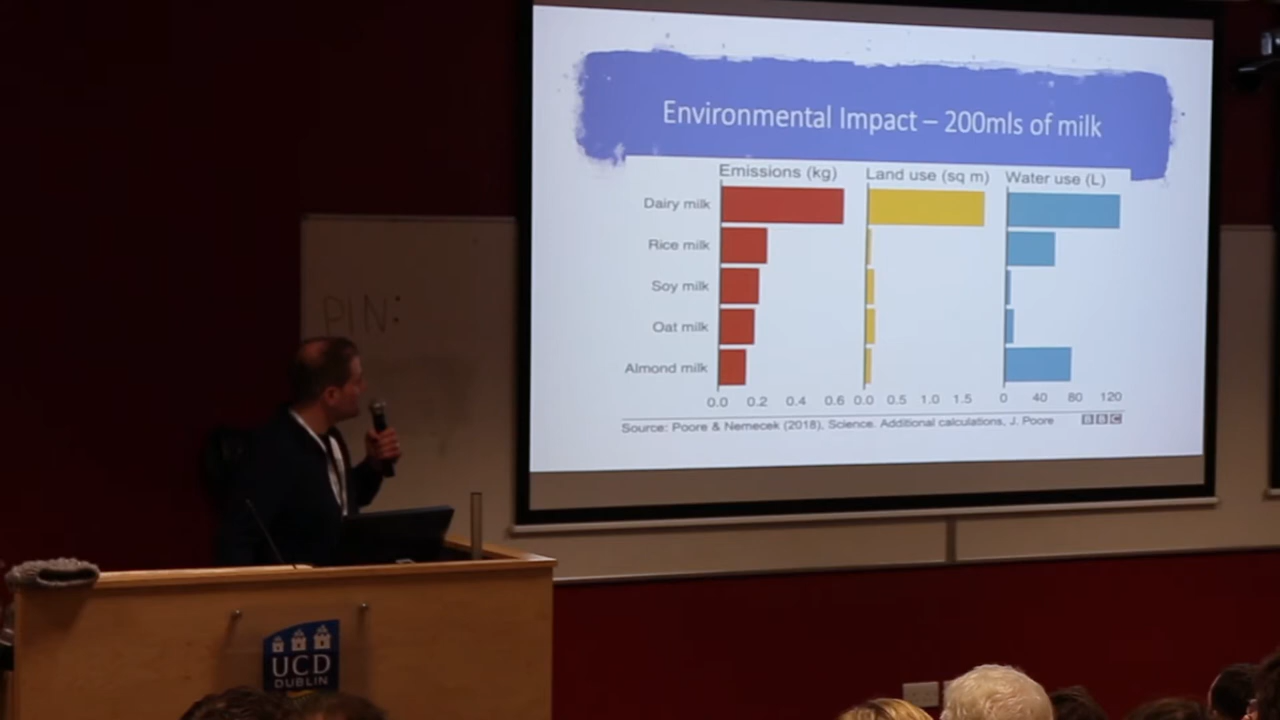 Environmental Impact – 200mls of milk
Emissions (kg) Land use (sq m) Water use (L)
Dairy milk
Rice milk
Soy milk
Oat milk
Almond milk
0.0 0.2 0.4 0.6 0.0 0.5 1.0 1.5 0 40 80 120
Source: Poore & Nemecek (2018), Science. Additional calculations, J. Poore BBC
PIN:
UCD
DUBLIN